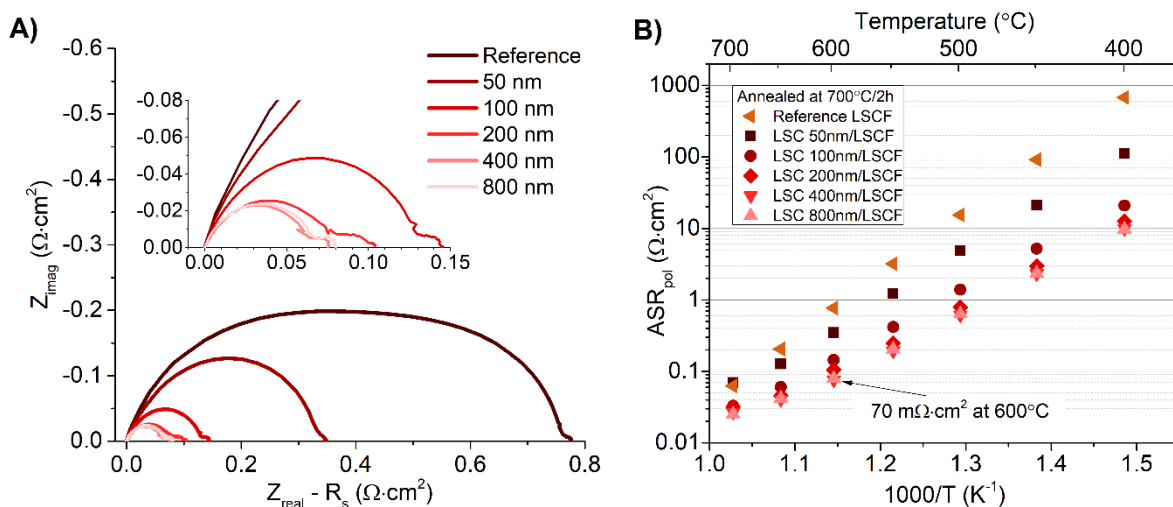 A)
-0.6
-0.5
-0.4
-0.3
-0.2
-0.1
0.0
Z_imag (Ω·cm²)
-0.08
-0.06
-0.04
-0.02
0.00
0.00 0.05 0.10 0.15
Reference
50 nm
100 nm
200 nm
400 nm
800 nm
0.0 0.2 0.4 0.6 0.8
Z_real - R_s (Ω·cm²)
B)
Temperature (°C)
700 600 500 400
1000
100
10
1
0.1
0.01
ASR_pol (Ω·cm²)
Annealed at 700°C/2h
Reference LSCF
LSC 50nm/LSCF
LSC 100nm/LSCF
LSC 200nm/LSCF
LSC 400nm/LSCF
LSC 800nm/LSCF
70 mΩ·cm² at 600°C
1.0 1.1 1.2 1.3 1.4 1.5
1000/T (K⁻¹)